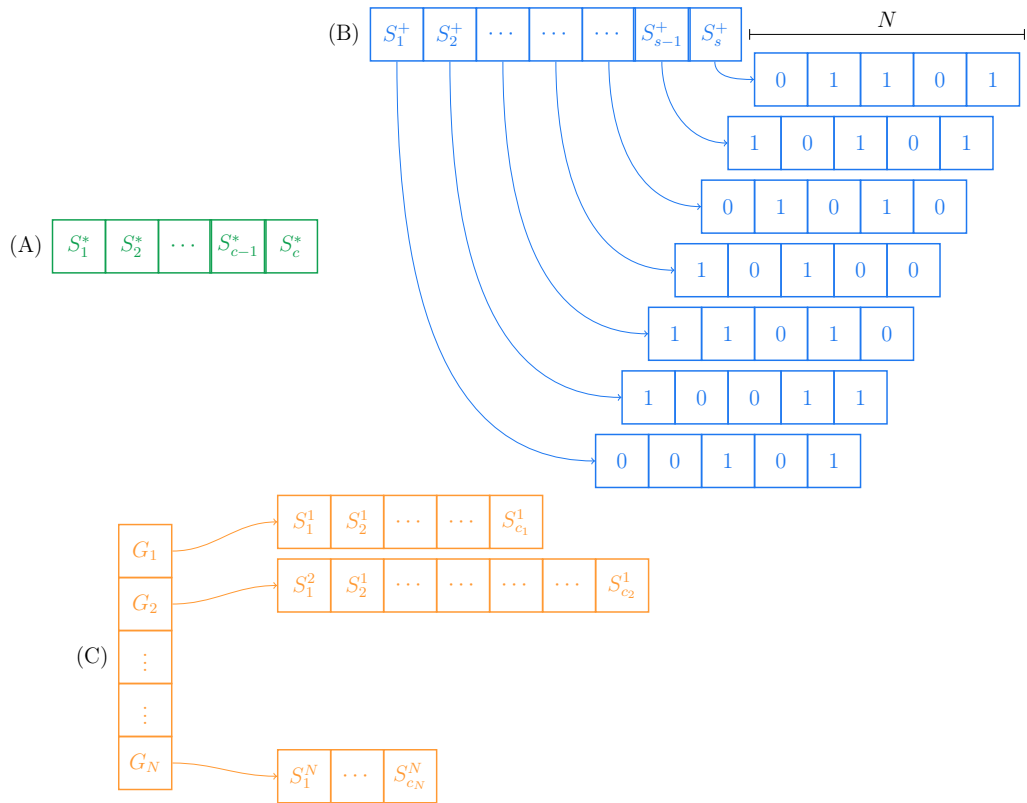 (B) S_1^+ S_2^+ ⋯ ⋯ ⋯ S_{s-1}^+ S_s^+ N
0 1 1 0 1
1 0 1 0 1
0 1 0 1 0
(A) S_1^* S_2^* ⋯ S_{c-1}^* S_c^*
1 0 1 0 0
1 1 0 1 0
1 0 0 1 1
0 0 1 0 1
S_1^1 S_2^1 ⋯ ⋯ S_{c_1}^1
G_1
S_1^2 S_2^1 ⋯ ⋯ ⋯ ⋯ S_{c_2}^1
G_2
(C) ⋮
⋮
G_N
S_1^N ⋯ S_{c_N}^N